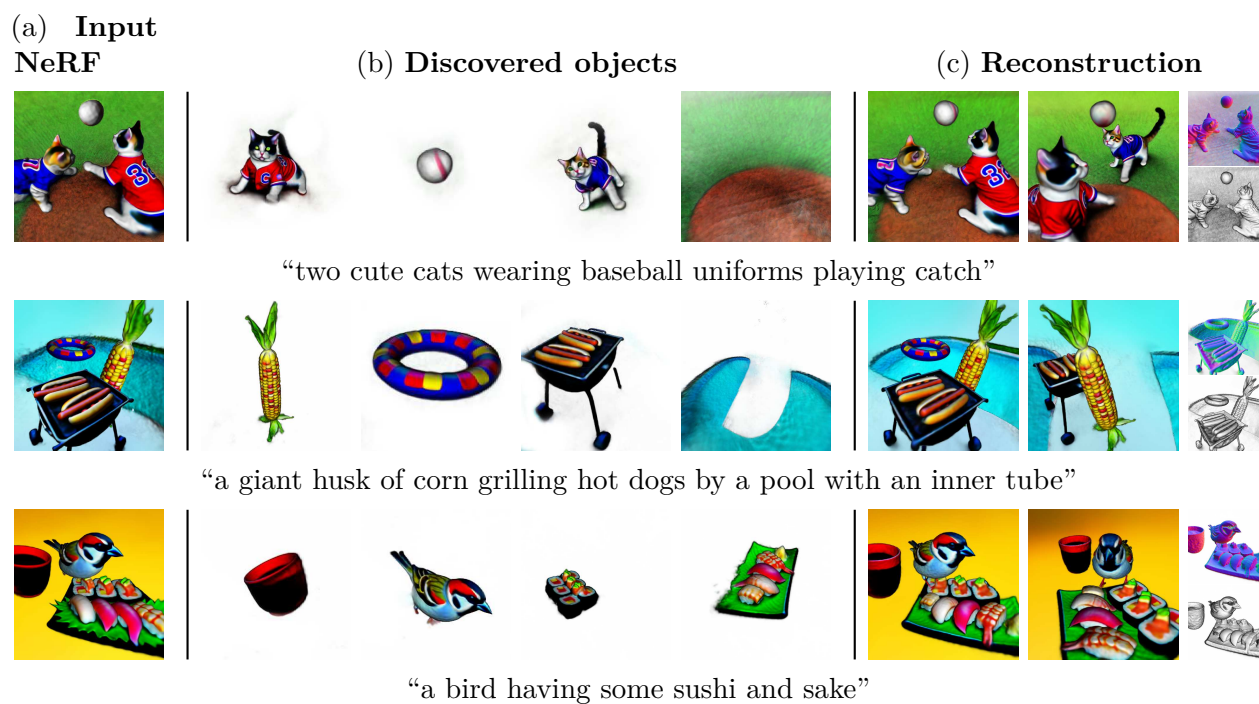 (a) Input
NeRF
(b) Discovered objects
(c) Reconstruction
“two cute cats wearing baseball uniforms playing catch”
“a giant husk of corn grilling hot dogs by a pool with an inner tube”
“a bird having some sushi and sake”